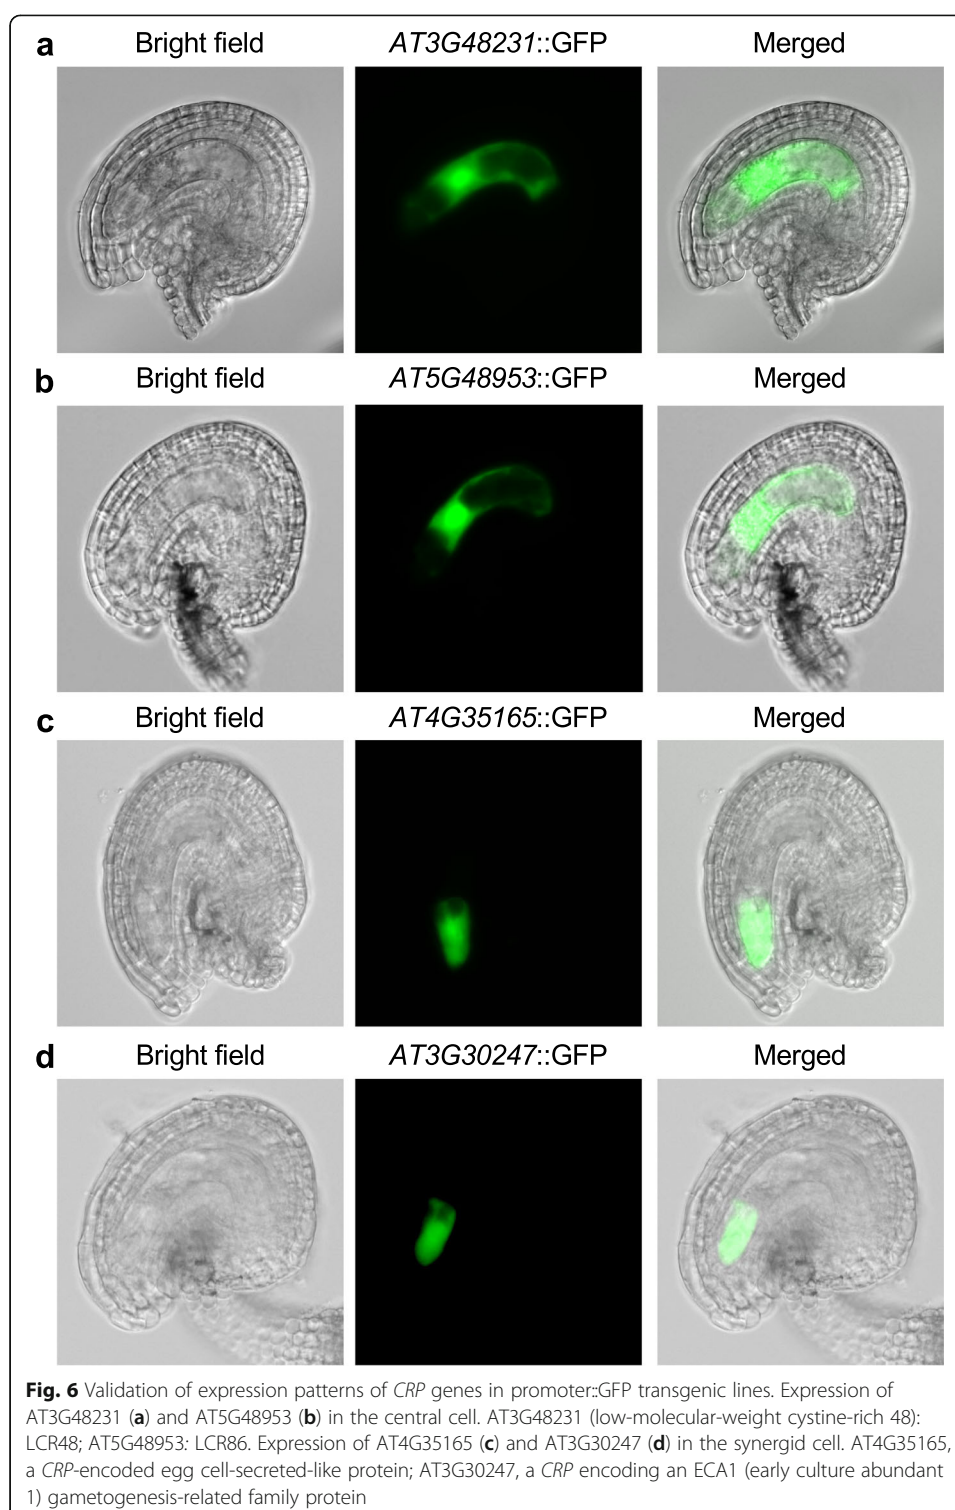 a Bright field AT3G48231::GFP Merged
b Bright field AT5G48953::GFP Merged
c Bright field AT4G35165::GFP Merged
d Bright field AT3G30247::GFP Merged
Fig. 6 Validation of expression patterns of CRP genes in promoter::GFP transgenic lines. Expression of
AT3G48231 (a) and AT5G48953 (b) in the central cell. AT3G48231 (low-molecular-weight cystine-rich 48):
LCR48; AT5G48953: LCR86. Expression of AT4G35165 (c) and AT3G30247 (d) in the synergid cell. AT4G35165,
a CRP-encoded egg cell-secreted-like protein; AT3G30247, a CRP encoding an ECA1 (early culture abundant
1) gametogenesis-related family protein